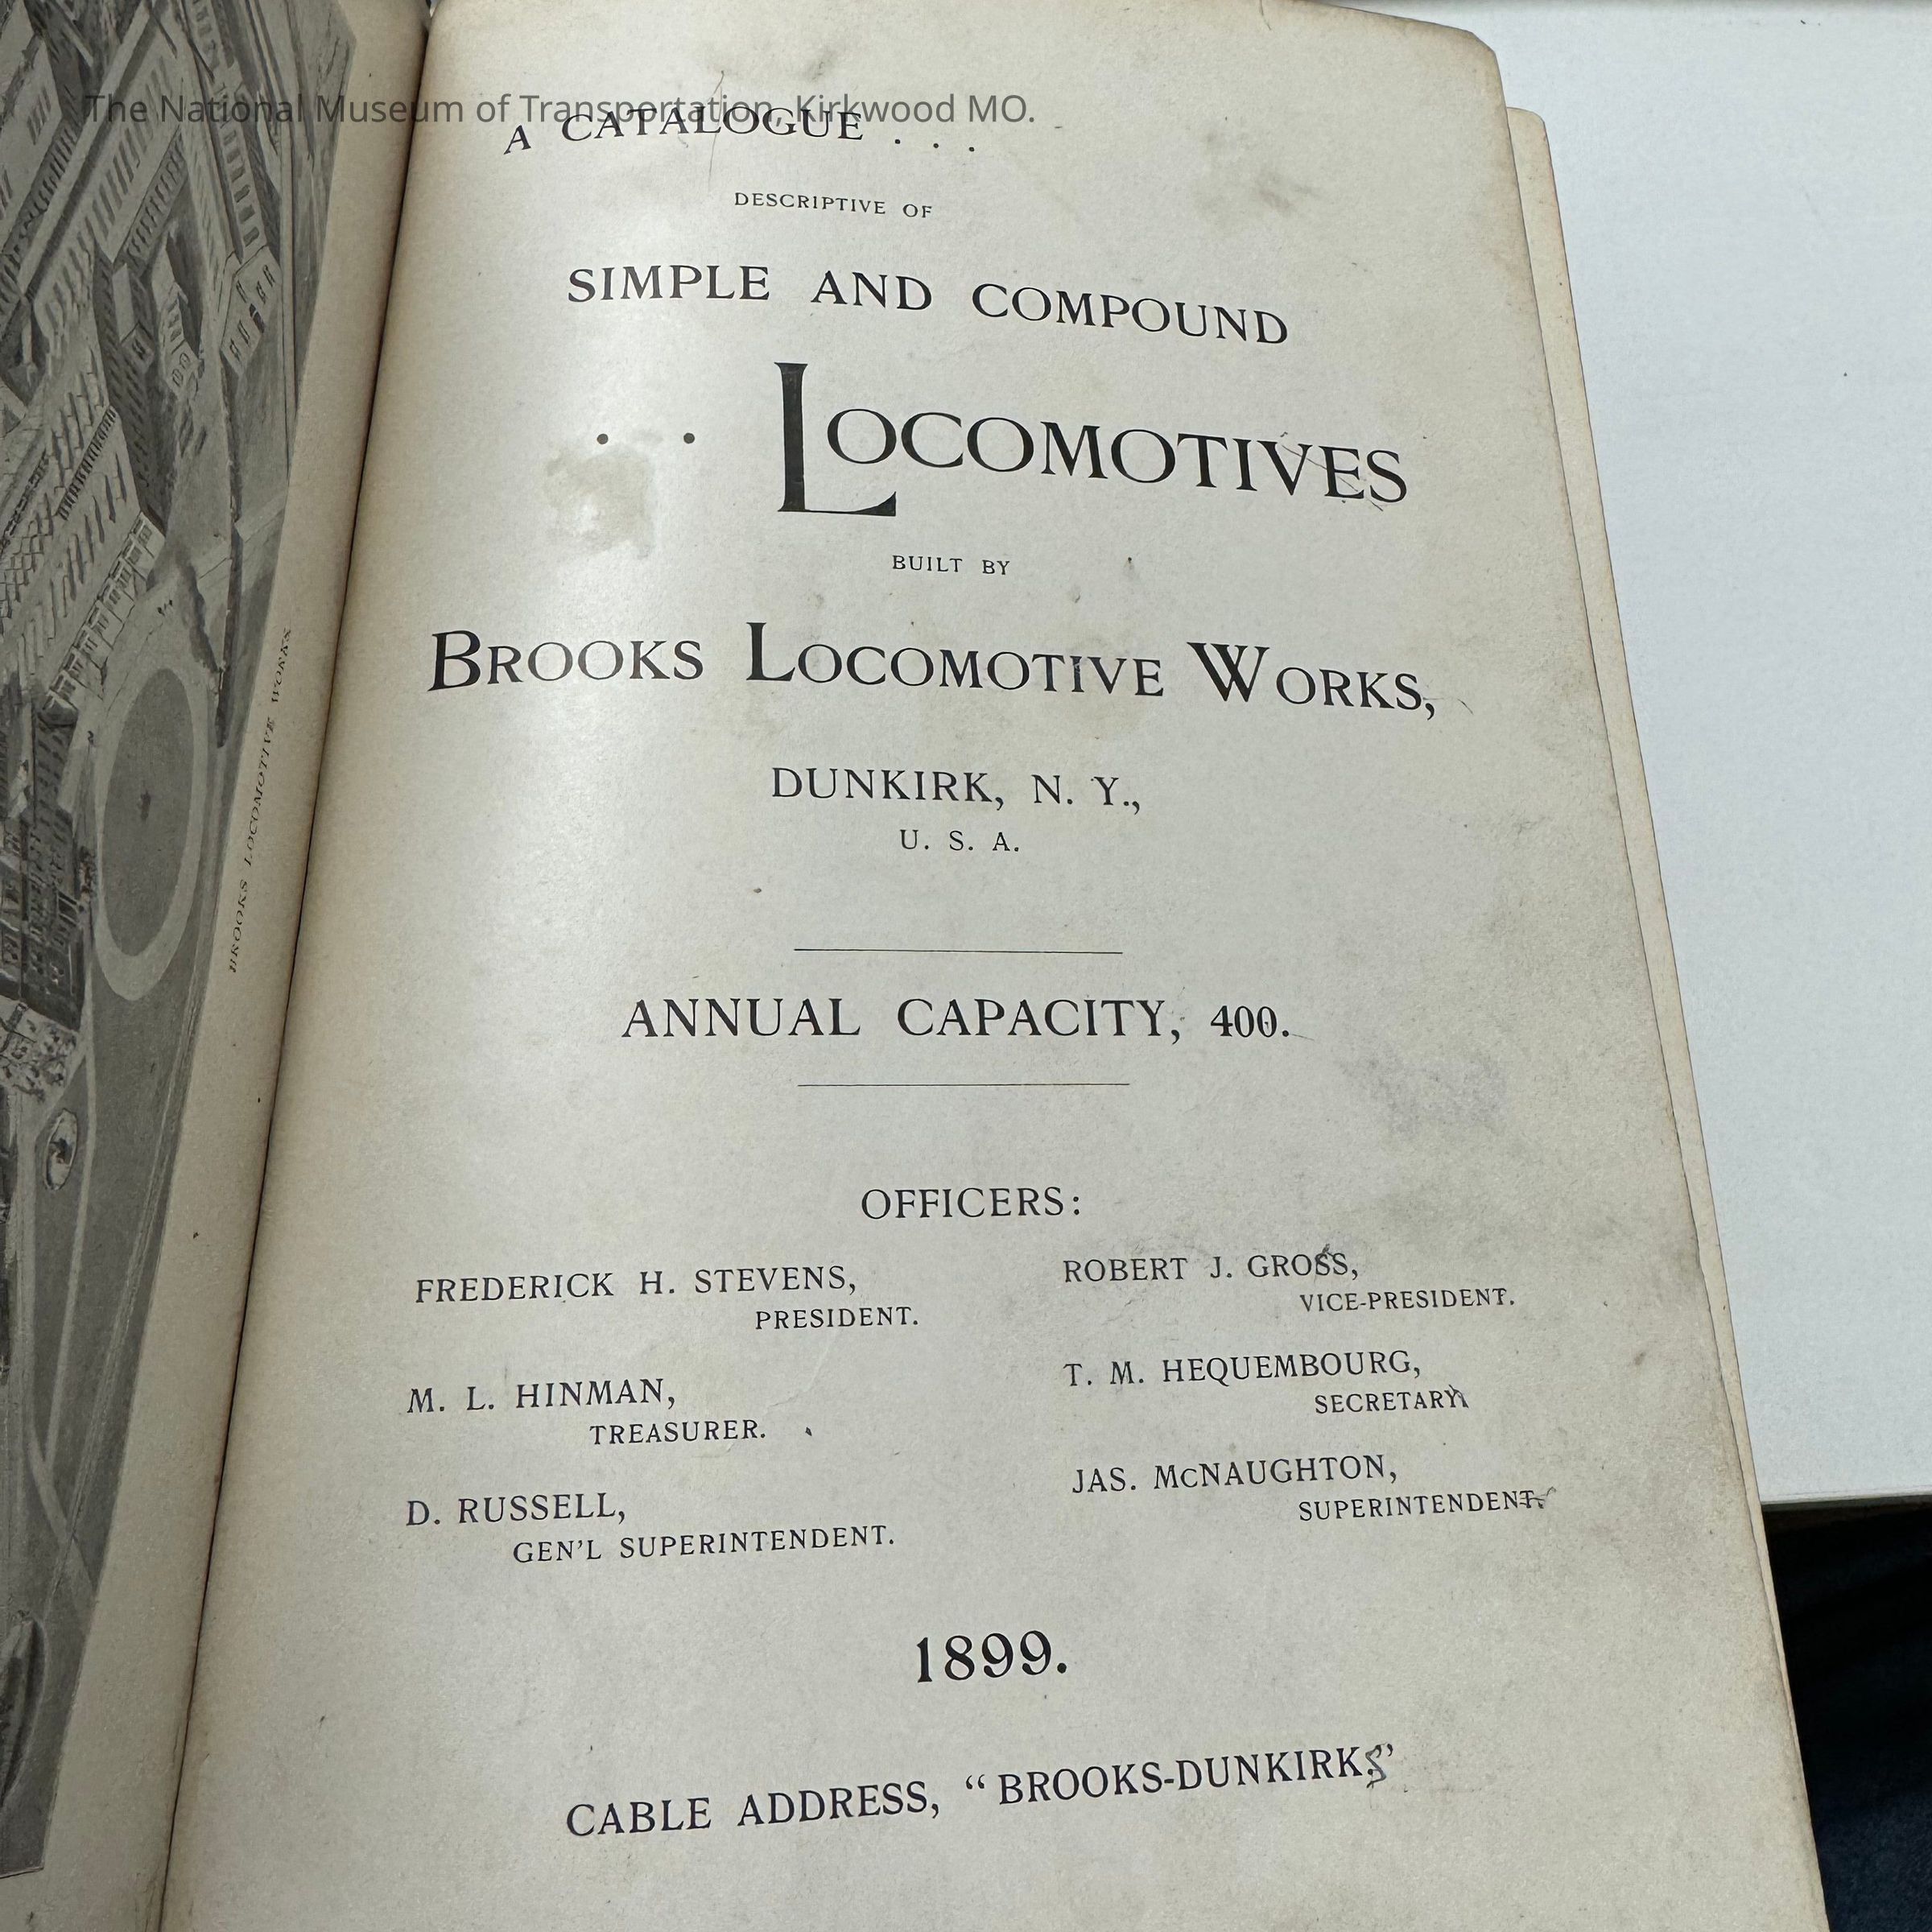 The National Museum of Transportation, Kirkwood MO.
A CATALOGUE . . .
DESCRIPTIVE OF
SIMPLE AND COMPOUND
. . LOCOMOTIVES
BUILT BY
BROOKS LOCOMOTIVE WORKS,
DUNKIRK, N. Y.,
U. S. A.
ANNUAL CAPACITY, 400.
OFFICERS:
FREDERICK H. STEVENS,
PRESIDENT.
ROBERT J. GROSS,
VICE-PRESIDENT.
M. L. HINMAN,
TREASURER.
T. M. HEQUEMBOURG,
SECRETARY.
D. RUSSELL,
GEN'L SUPERINTENDENT.
JAS. McNAUGHTON,
SUPERINTENDENT.
1899.
CABLE ADDRESS, "BROOKS-DUNKIRK."
BROOKS LOCOMOTIVE WORKS